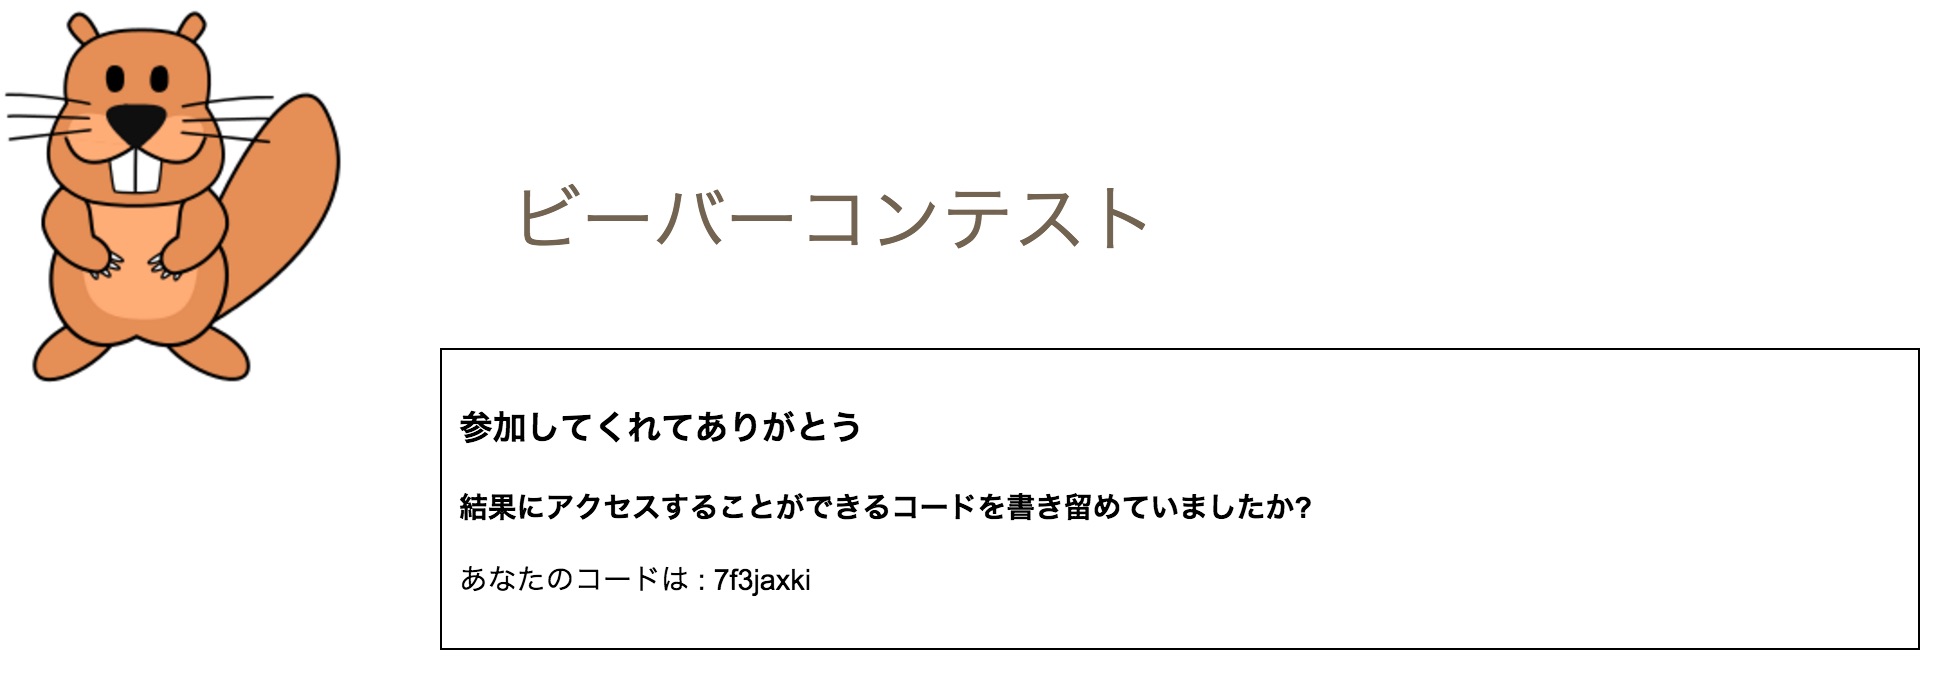 ビーバーコンテスト
参加してくれてありがとう
結果にアクセスすることができるコードを書き留めていましたか?
あなたのコードは : 7f3jaxki